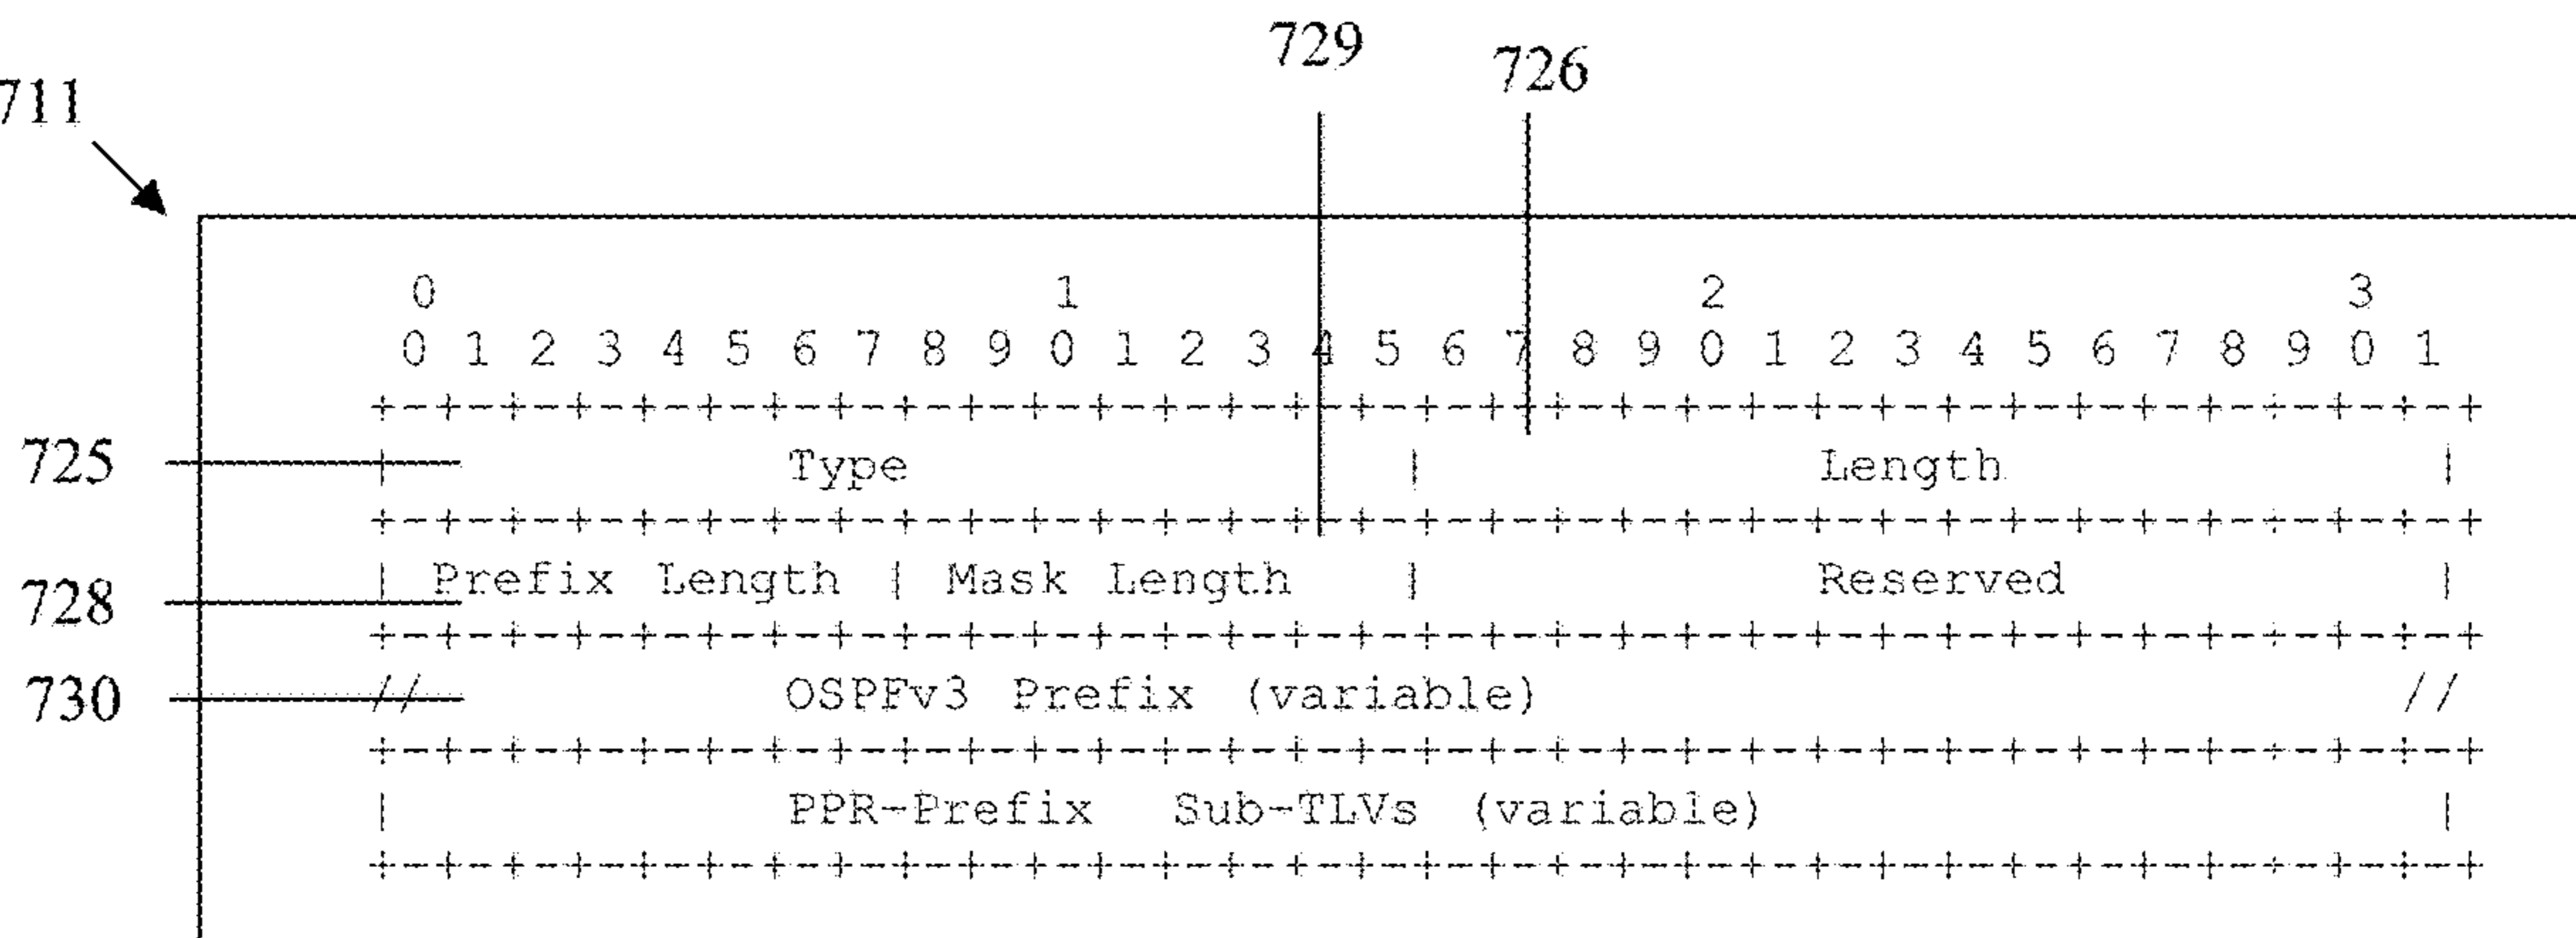 729
726
711
0 1 2 3
0 1 2 3 4 5 6 7 8 9 0 1 2 3 4 5 6 7 8 9 0 1 2 3 4 5 6 7 8 9 0 1
+-+-+-+-+-+-+-+-+-+-+-+-+-+-+-+-+-+-+-+-+-+-+-+-+-+-+-+-+-+-+-+-+
725 | Type | Length |
+-+-+-+-+-+-+-+-+-+-+-+-+-+-+-+-+-+-+-+-+-+-+-+-+-+-+-+-+-+-+-+-+
728 | Prefix Length | Mask Length | Reserved |
+-+-+-+-+-+-+-+-+-+-+-+-+-+-+-+-+-+-+-+-+-+-+-+-+-+-+-+-+-+-+-+-+
730 // OSPFv3 Prefix (variable) //
+-+-+-+-+-+-+-+-+-+-+-+-+-+-+-+-+-+-+-+-+-+-+-+-+-+-+-+-+-+-+-+-+
| PPR-Prefix Sub-TLVs (variable) |
+-+-+-+-+-+-+-+-+-+-+-+-+-+-+-+-+-+-+-+-+-+-+-+-+-+-+-+-+-+-+-+-+